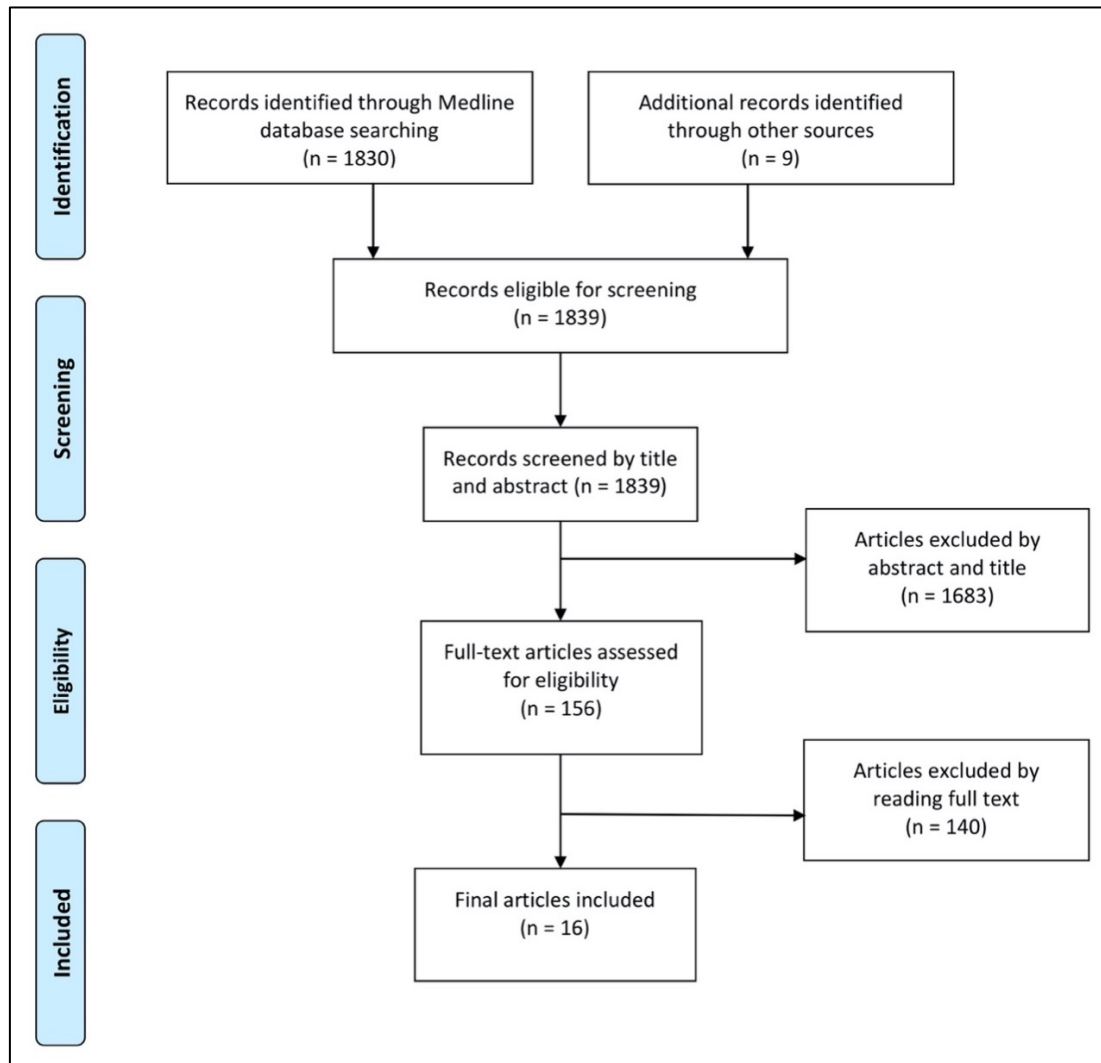 Identification
Records identified through Medline
database searching
(n = 1830)
Additional records identified
through other sources
(n = 9)
Records eligible for screening
(n = 1839)
Screening
Records screened by title
and abstract (n = 1839)
Articles excluded by
abstract and title
(n = 1683)
Eligibility
Full-text articles assessed
for eligibility
(n = 156)
Articles excluded by
reading full text
(n = 140)
Included
Final articles included
(n = 16)